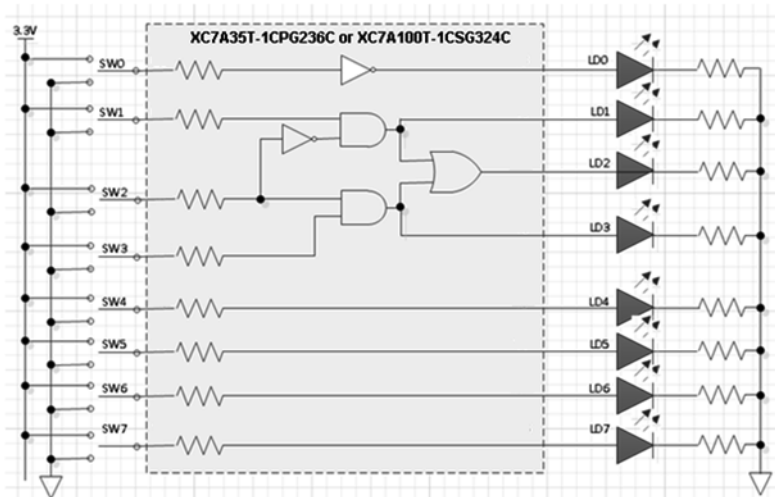 3.3V
XC7A35T-1CPG236C or XC7A100T-1CSG324C
SW0
LD0
SW1
LD1
LD2
SW2
LD3
SW3
SW4
LD4
SW5
LD5
SW6
LD6
SW7
LD7